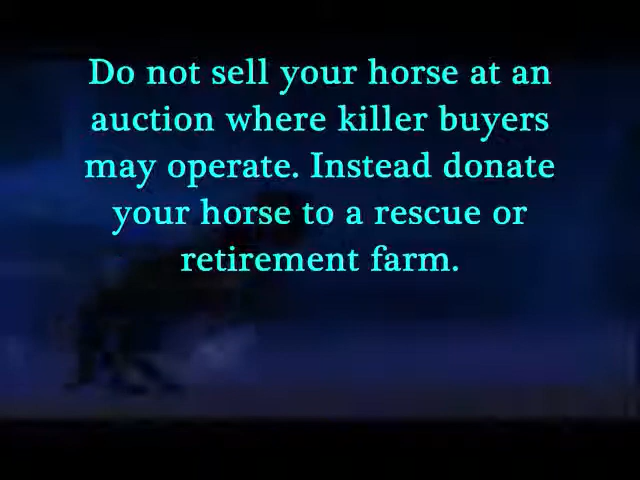 Do not sell your horse at an
auction where killer buyers
may operate. Instead donate
your horse to a rescue or
retirement farm.